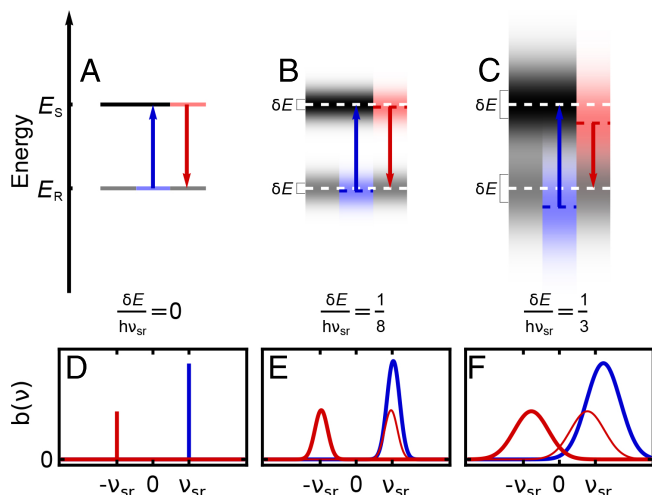 A
B
C
Energy
E_S
E_R
δE
δE
δE
δE
δE/hν_sr = 0
δE/hν_sr = 1/8
δE/hν_sr = 1/3
D
E
F
b(ν)
0
-ν_sr 0 ν_sr
-ν_sr 0 ν_sr
-ν_sr 0 ν_sr